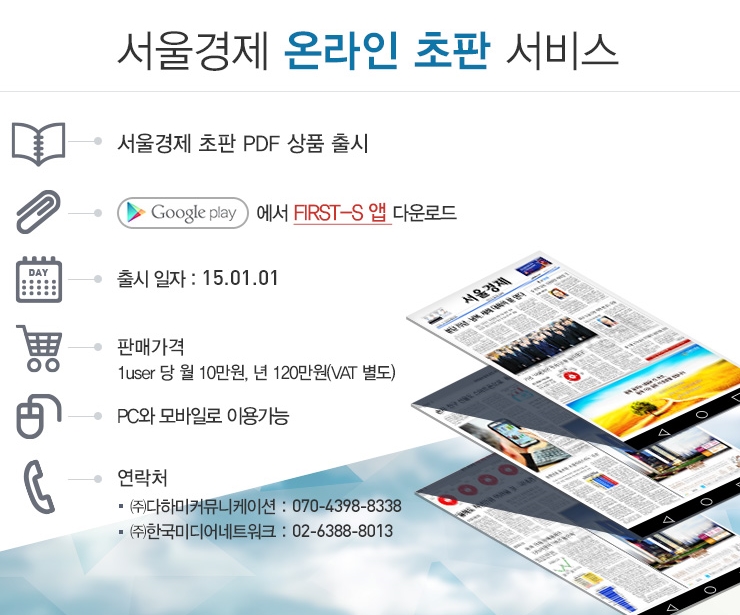 서울경제 온라인 초판 서비스
서울경제 초판 PDF 상품 출시
Google play 에서 FIRST-S 앱 다운로드
DAY
출시 일자 : 15.01.01
판매가격
1user 당 월 10만원, 년 120만원(VAT 별도)
PC와 모바일로 이용가능
연락처
▪ ㈜다하미커뮤니케이션 : 070-4398-8338
▪ ㈜한국미디어네트워크 : 02-6388-8013
서울경제